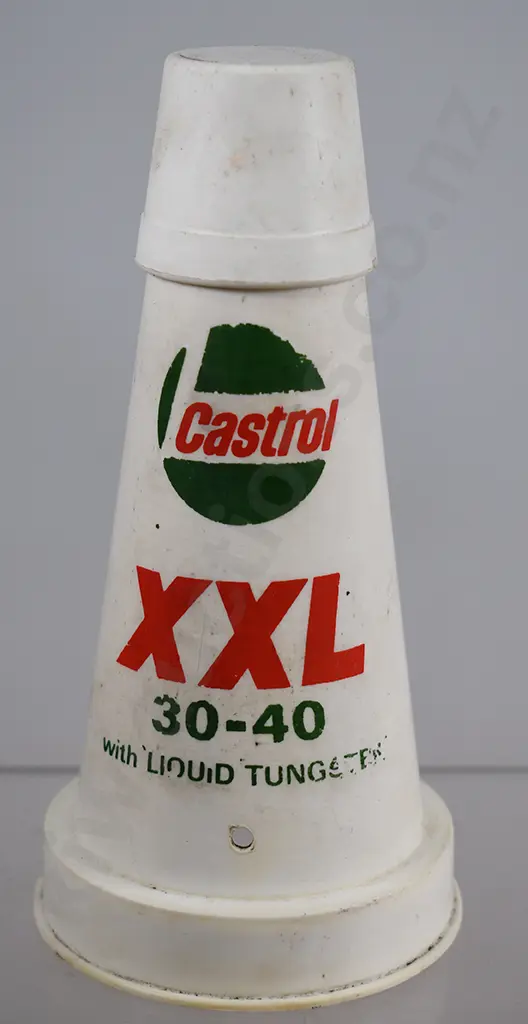 Castrol
XXL
30-40
with LIQUID TUNGSTEN